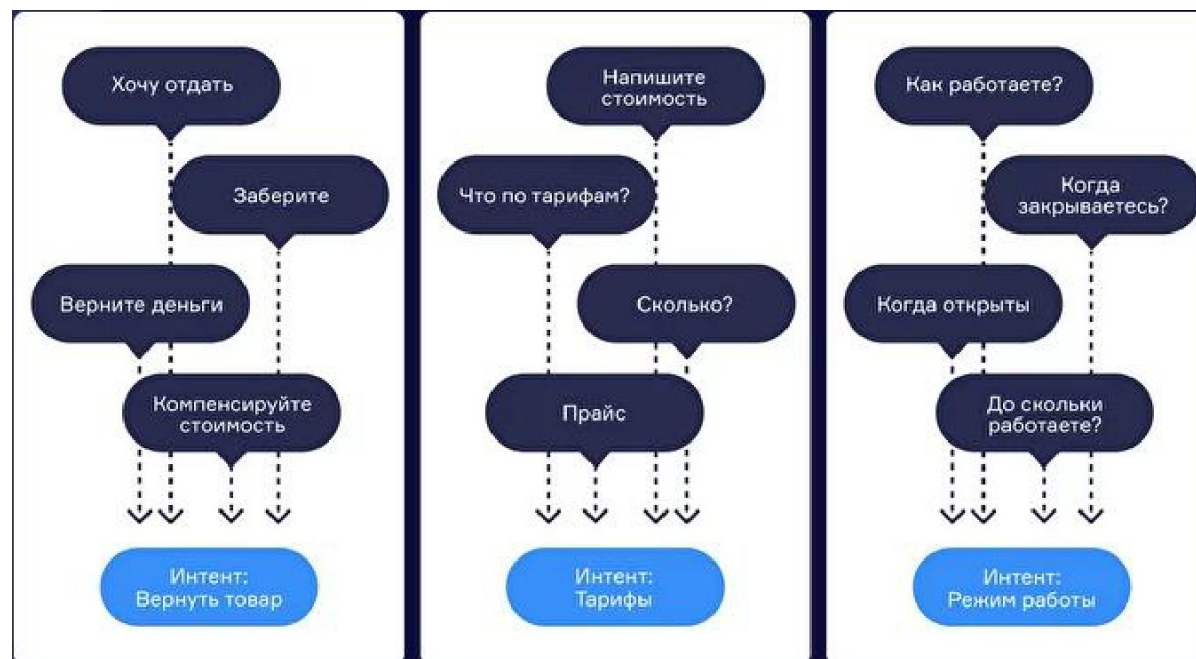 Хочу отдать
Заберите
Верните деньги
Компенсируйте
стоимость
Интент:
Вернуть товар
Напишите
стоимость
Что по тарифам?
Сколько?
Прайс
Интент:
Тарифы
Как работаете?
Когда
закрываетесь?
Когда открыты
До скольки
работаете?
Интент:
Режим работы